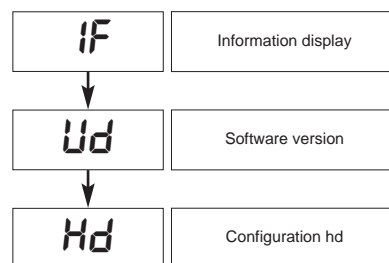 IF
Information display
Ud
Software version
Hd
Configuration hd